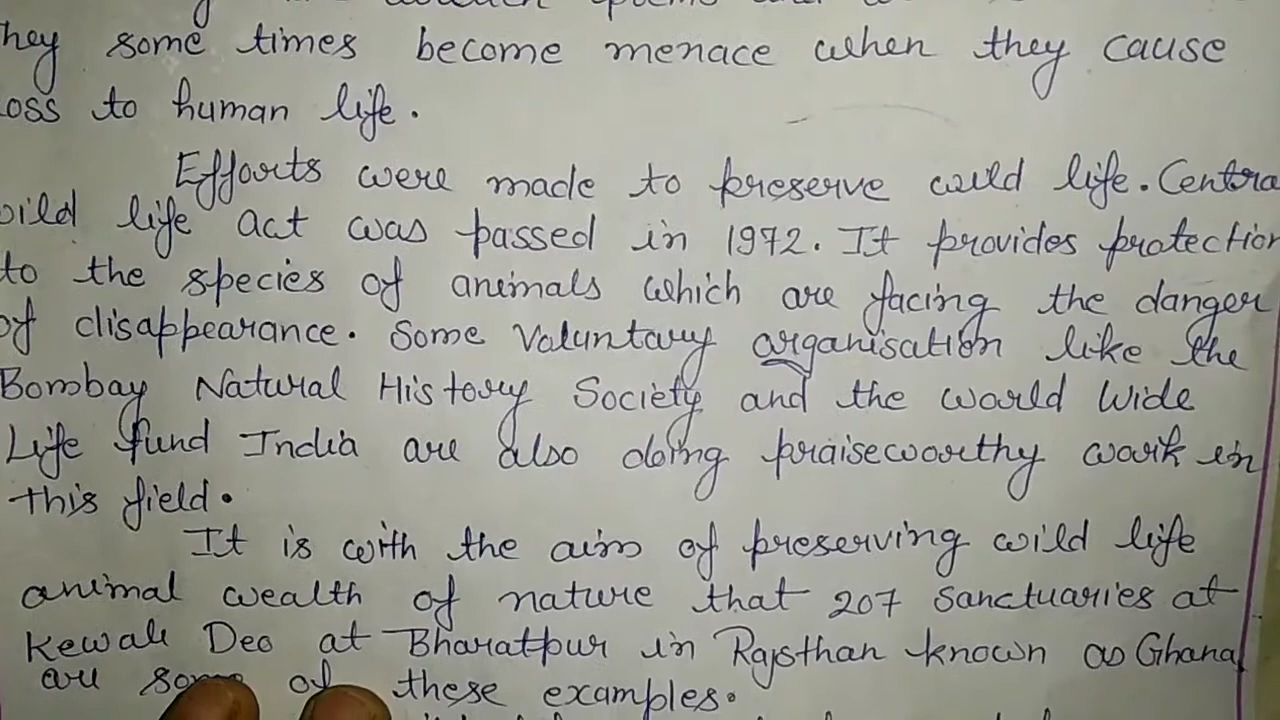 they some times become menace when they cause
loss to human life.
Efforts were made to preserve wild life. Centra
wild life act was passed in 1972. It provides protection
to the species of animals which are facing the danger
of disappearance. Some Voluntary organisation like the
Bombay Natural History Society and the world Wide
Life fund India are also doing praiseworthy work in
this field.
It is with the aim of preserving wild life
animal wealth of nature that 207 Sanctuaries at
Kewali Deo at Bharatpur in Rajsthan known as Ghana
are some of these examples.